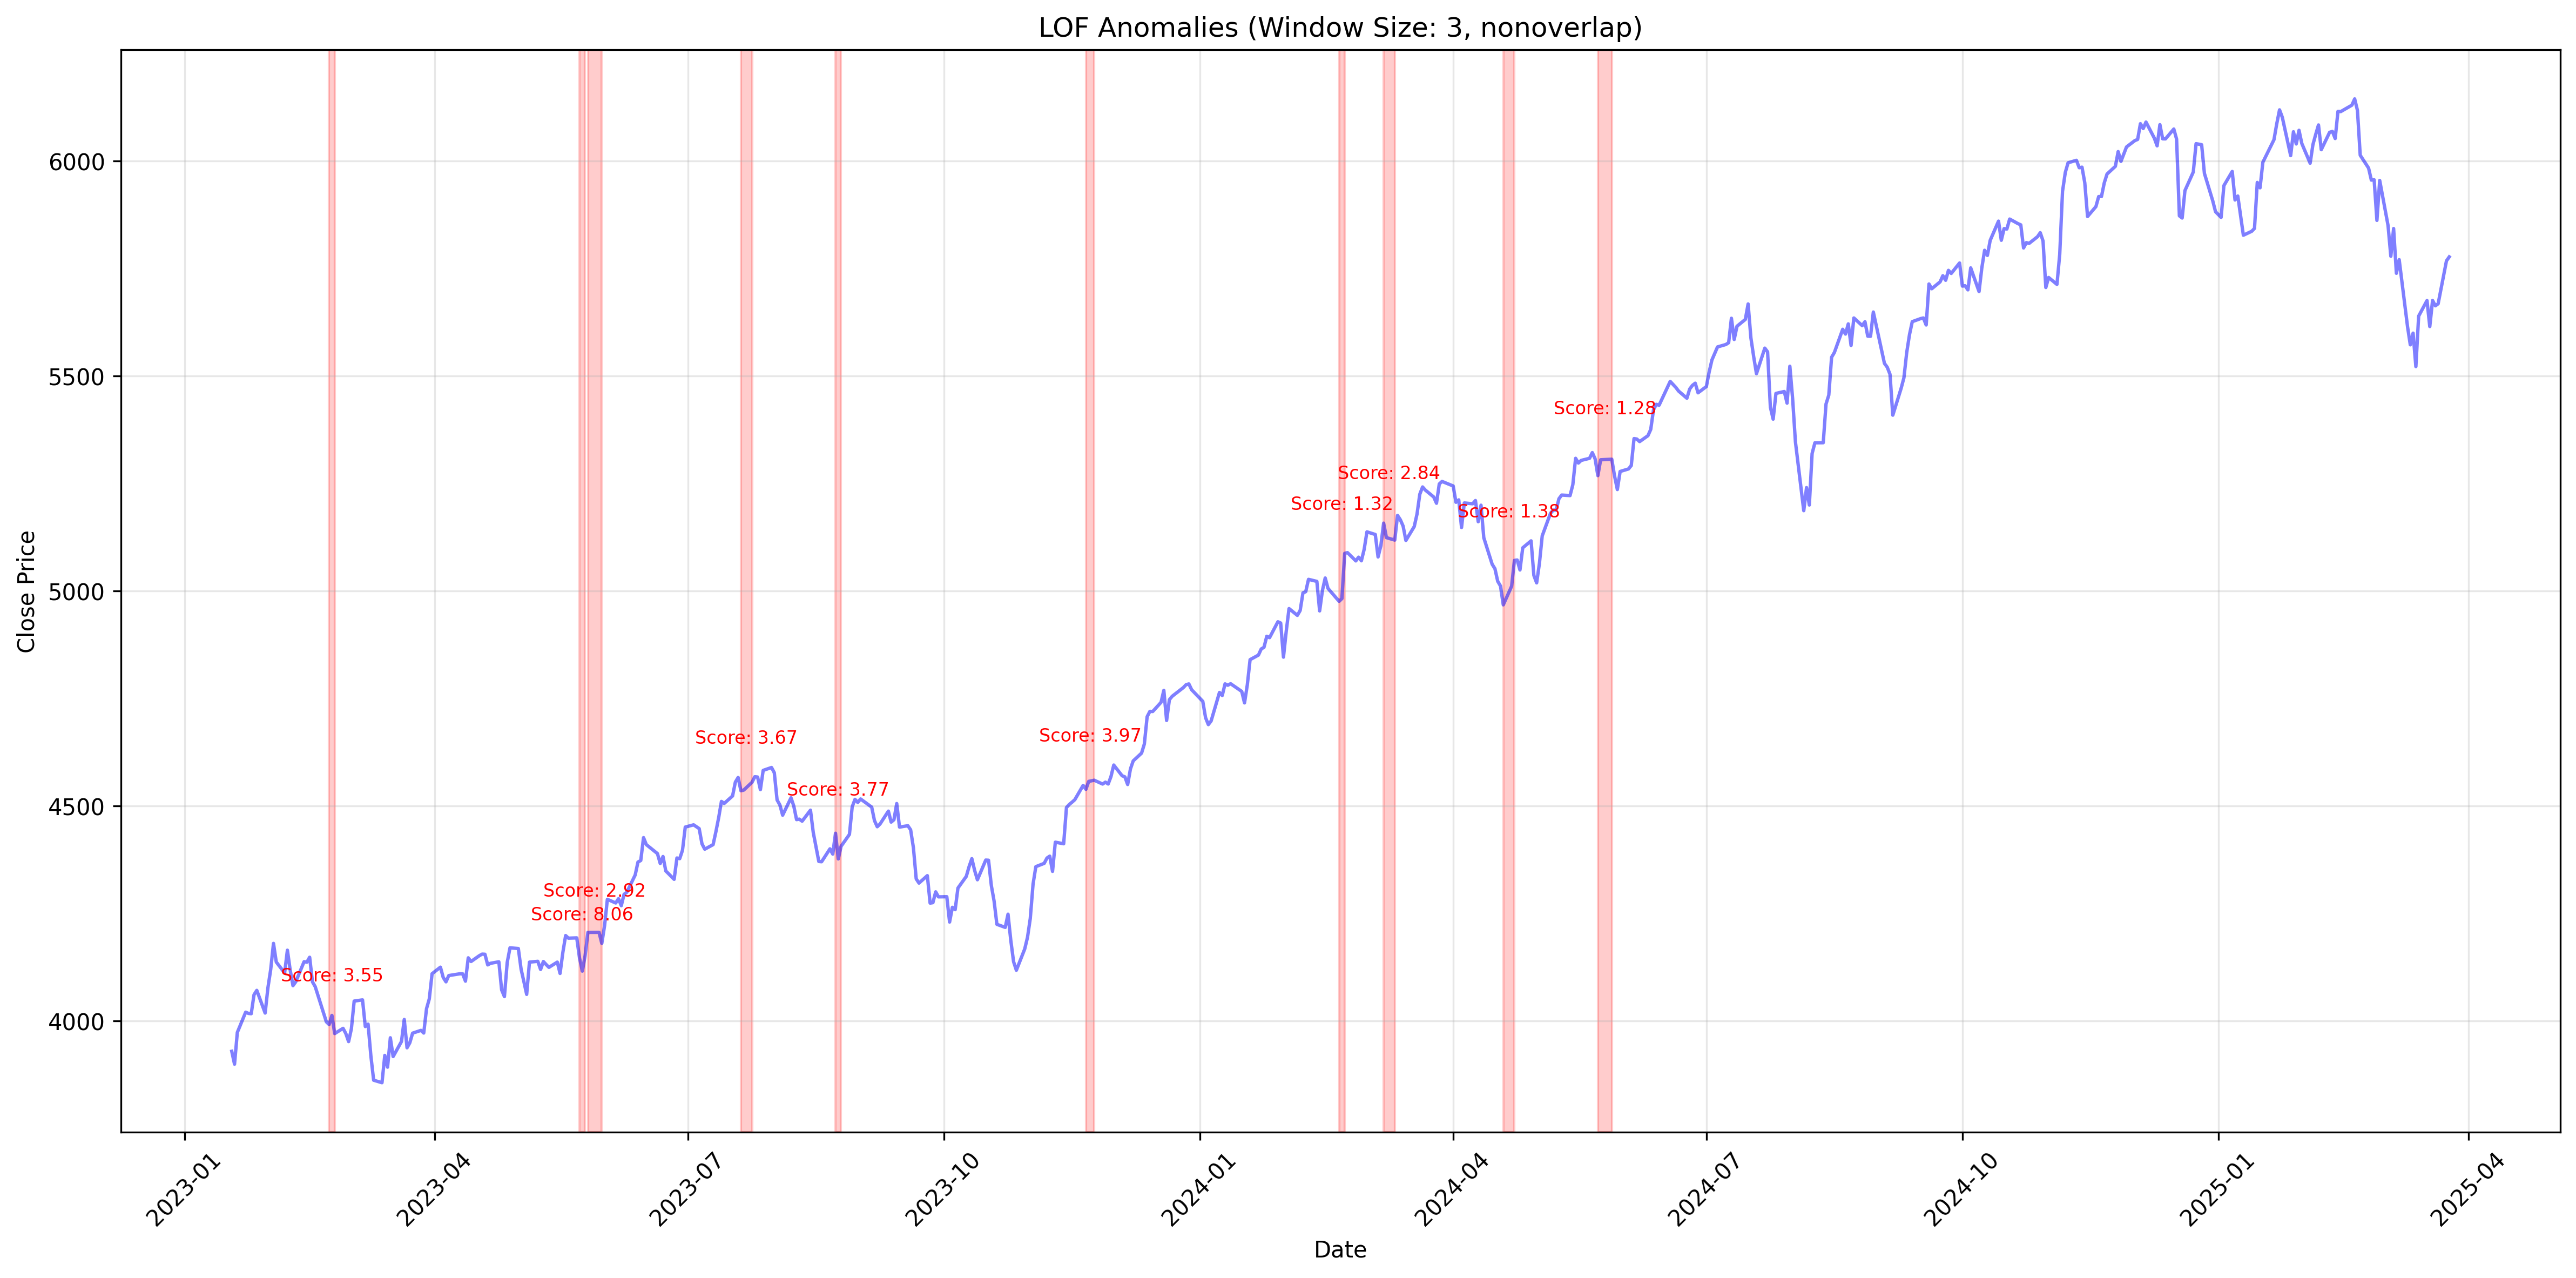 LOF Anomalies (Window Size: 3, nonoverlap)
Close Price
6000
5500
5000
4500
4000
Score: 1.28
Score: 2.84
Score: 1.32
Score: 1.38
Score: 3.67
Score: 3.97
Score: 3.77
Score: 2.92
Score: 8.06
Score: 3.55
2023-01
2023-04
2023-07
2023-10
2024-01
2024-04
2024-07
2024-10
2025-01
2025-04
Date